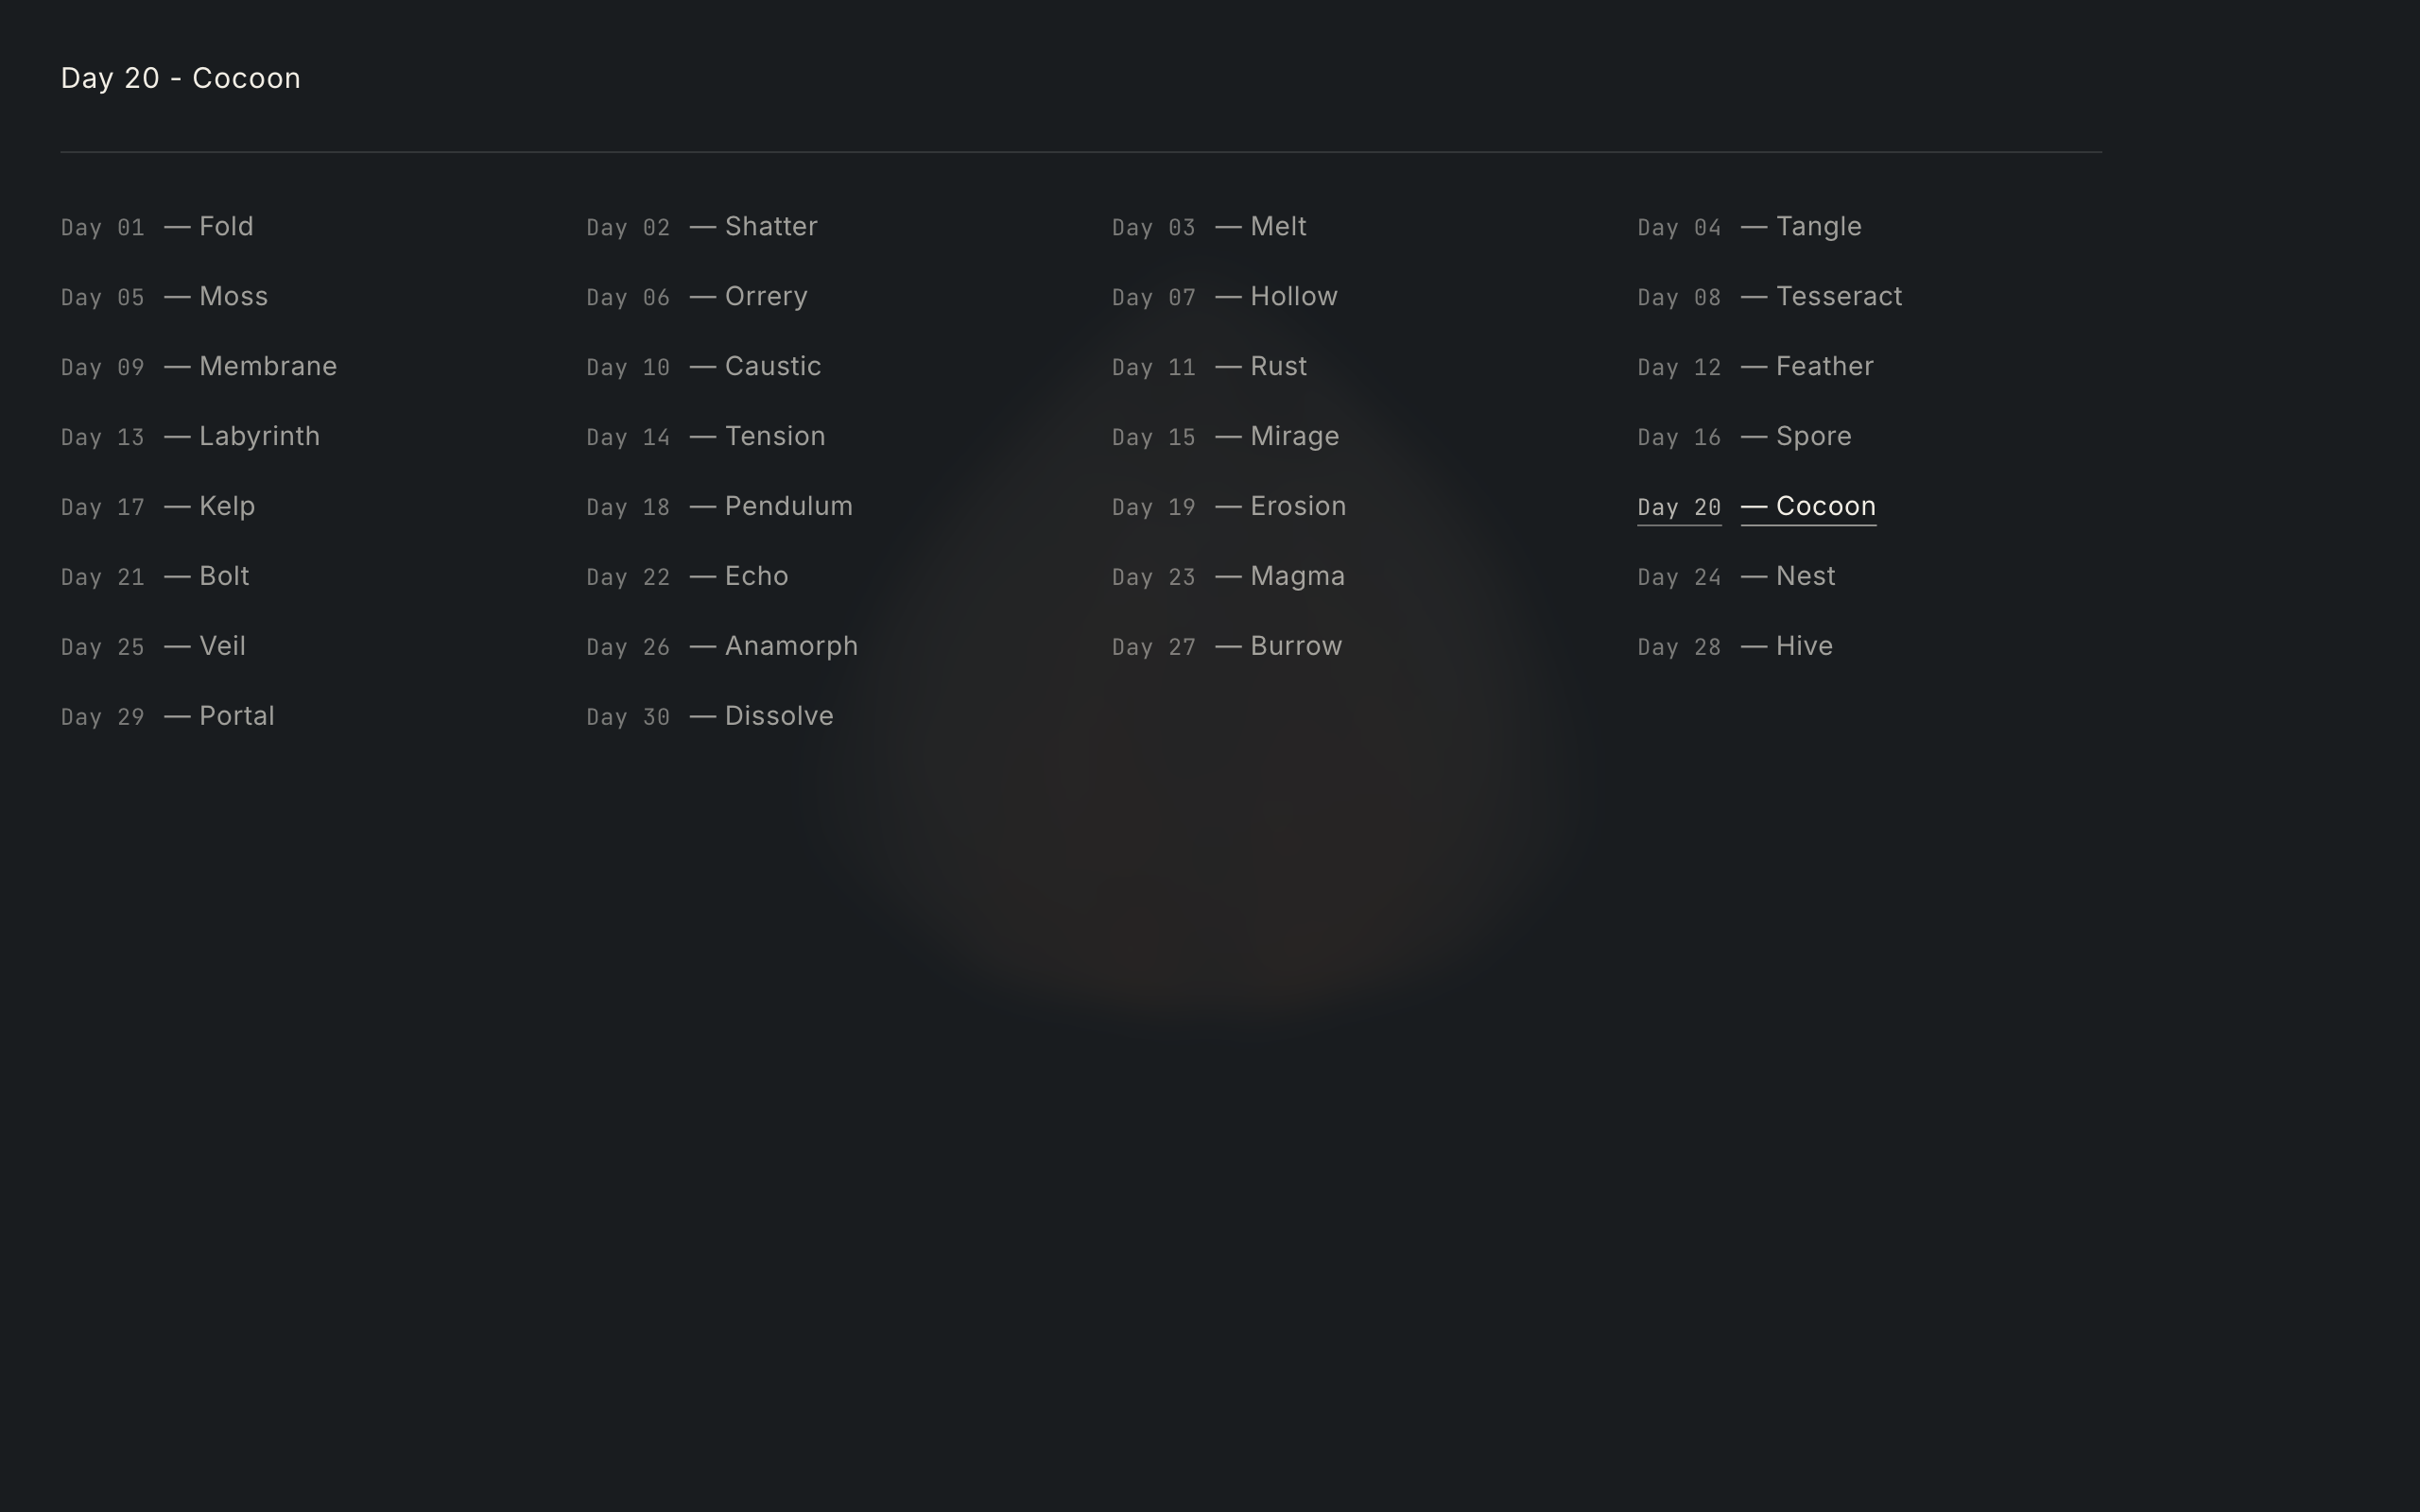 Day 20 - Cocoon
Day 01 — Fold Day 02 — Shatter Day 03 — Melt Day 04 — Tangle
Day 05 — Moss Day 06 — Orrery Day 07 — Hollow Day 08 — Tesseract
Day 09 — Membrane Day 10 — Caustic Day 11 — Rust Day 12 — Feather
Day 13 — Labyrinth Day 14 — Tension Day 15 — Mirage Day 16 — Spore
Day 17 — Kelp Day 18 — Pendulum Day 19 — Erosion Day 20 — Cocoon
Day 21 — Bolt Day 22 — Echo Day 23 — Magma Day 24 — Nest
Day 25 — Veil Day 26 — Anamorph Day 27 — Burrow Day 28 — Hive
Day 29 — Portal Day 30 — Dissolve